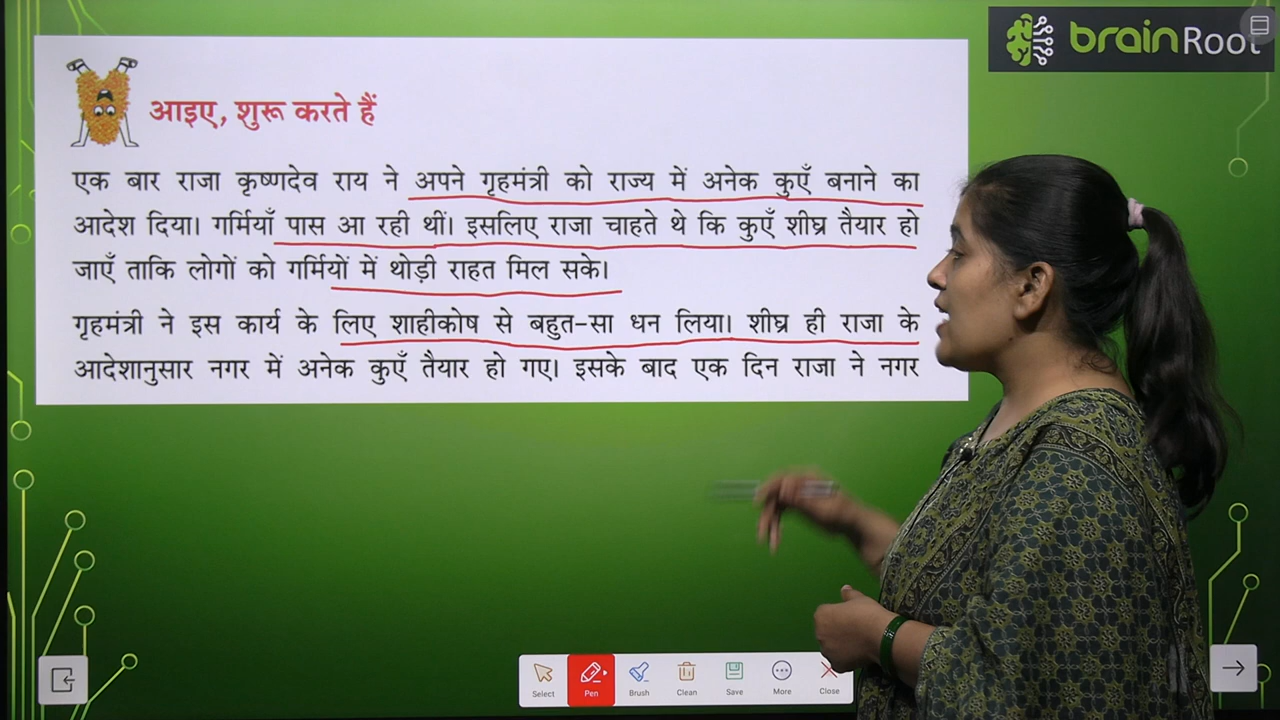 brainRoot
आइए, शुरू करते हैं
एक बार राजा कृष्णदेव राय ने अपने गृहमंत्री को राज्य में अनेक कुएँ बनाने का
आदेश दिया। गर्मियाँ पास आ रही थीं। इसलिए राजा चाहते थे कि कुएँ शीघ्र तैयार हो
जाएँ ताकि लोगों को गर्मियों में थोड़ी राहत मिल सके।
गृहमंत्री ने इस कार्य के लिए शाहीकोष से बहुत-सा धन लिया। शीघ्र ही राजा के
आदेशानुसार नगर में अनेक कुएँ तैयार हो गए। इसके बाद एक दिन राजा ने नगर
Select Pen Brush Clean Save More Close